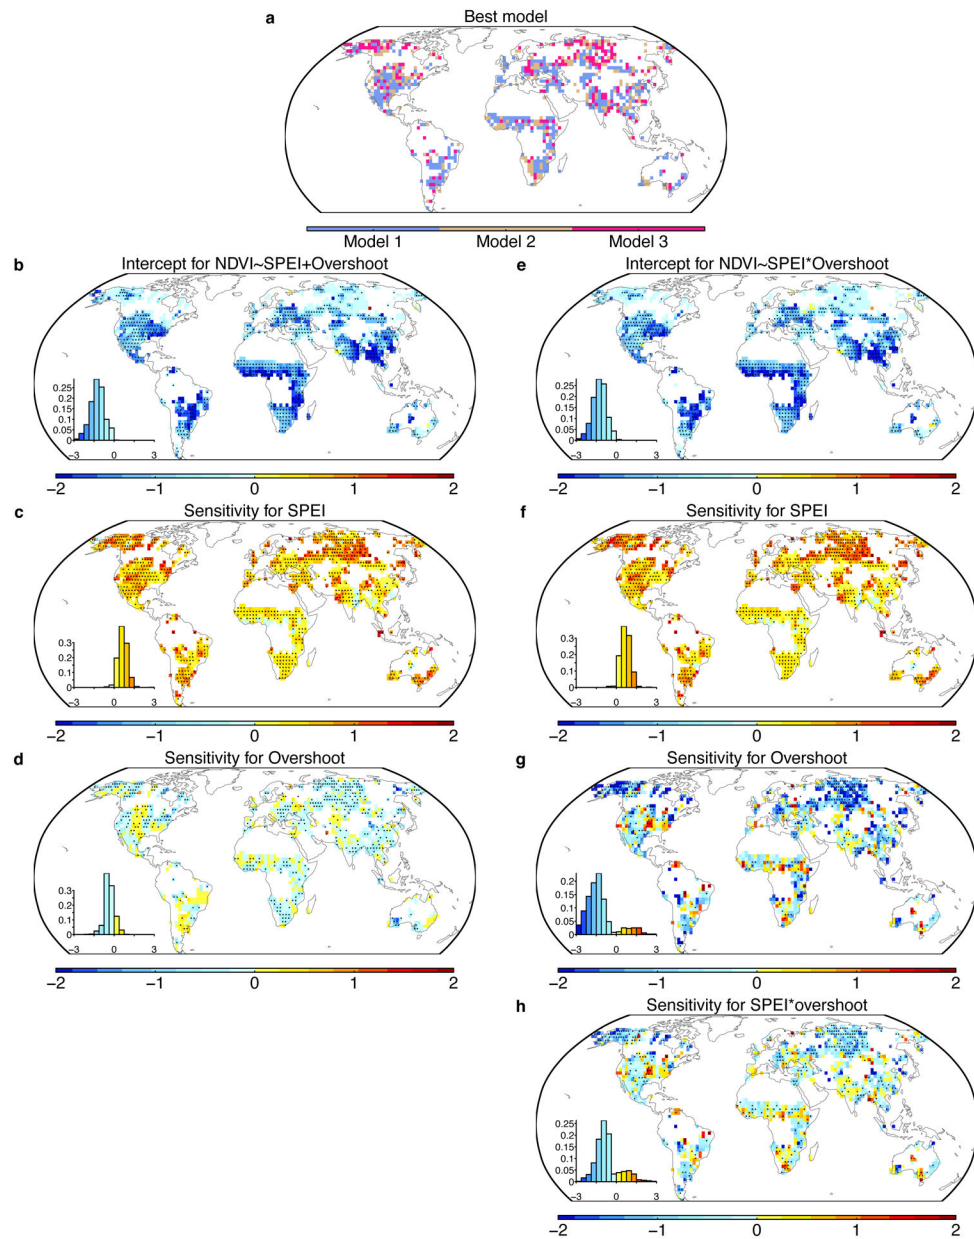 a
Best model
Model 1 Model 2 Model 3
b
Intercept for NDVI~SPEI+Overshoot
0.25
0.2
0.15
0.1
0.05
0
−3 0 3
−2 −1 0 1 2
e
Intercept for NDVI~SPEI*Overshoot
0.25
0.2
0.15
0.1
0.05
0
−3 0 3
−2 −1 0 1 2
c
Sensitivity for SPEI
0.3
0.2
0.1
0
−3 0 3
−2 −1 0 1 2
f
Sensitivity for SPEI
0.3
0.2
0.1
0
−3 0 3
−2 −1 0 1 2
d
Sensitivity for Overshoot
0.3
0.2
0.1
0
−3 0 3
−2 −1 0 1 2
g
Sensitivity for Overshoot
0.2
0.15
0.1
0.05
0
−3 0 3
−2 −1 0 1 2
h
Sensitivity for SPEI*overshoot
0.25
0.2
0.15
0.1
0.05
0
−3 0 3
−2 −1 0 1 2